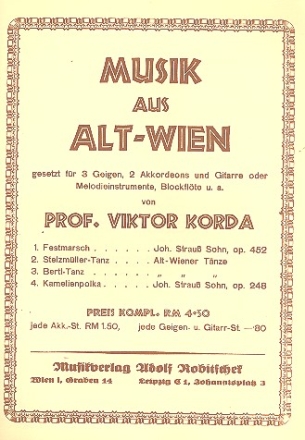 MUSIK
AUS
ALT-WIEN
gesetzt für 3 Geigen, 2 Akkordeons und Gitarre oder
Melodieinstrumente, Blockflöte u. a.
von
PROF. VIKTOR KORDA
1. Festmarsch . . . . . . Joh. Strauß Sohn, op. 452
2. Stelzmüller-Tanz . . . . Alt-Wiener Tänze
3. Bertl-Tanz . . . . . . „ „ „
4. Kamelienpolka . . . . . Joh. Strauß Sohn, op. 248
PREIS KOMPL. RM 4·50
jede Akk.-St. RM 1.50, jede Geigen- u. Gitarr-St. —·80
Musikverlag Adolf Robitschek
Wien I, Graben 14 Leipzig C 1, Johannisplatz 3